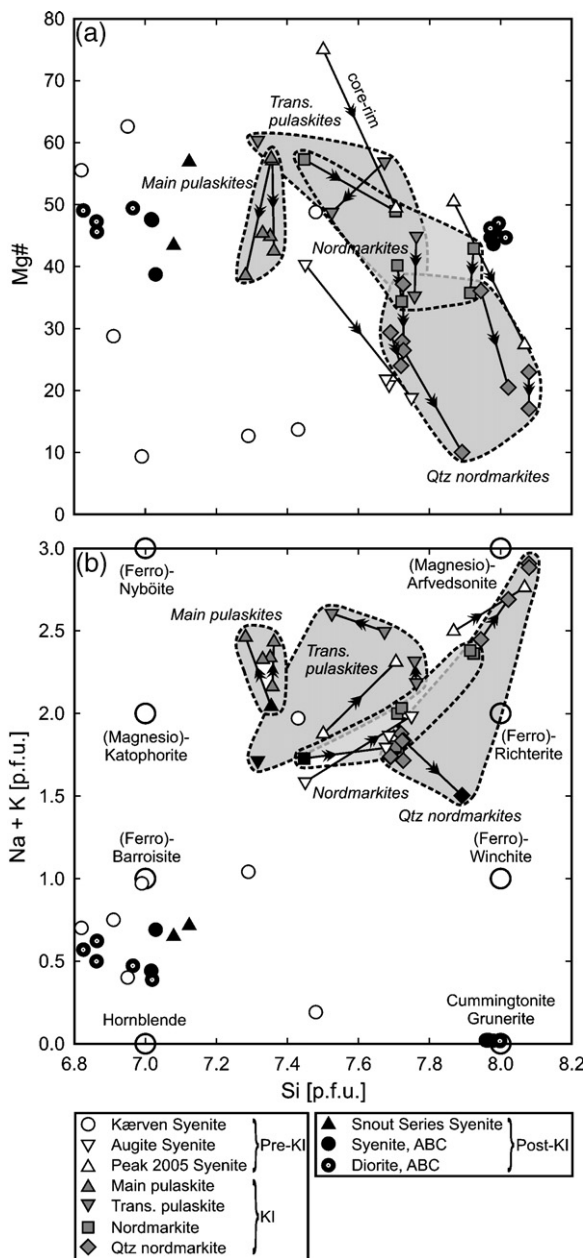 (a)
80
70
60
50
40
30
20
10
0
Mg#
core-rim
Trans.
pulaskites
Main pulaskites
Nordmarkites
Qtz nordmarkites
(b)
3.0
2.5
2.0
1.5
1.0
0.5
0.0
Na + K [p.f.u.]
(Ferro)-
Nyböite
(Magnesio)-
Arfvedsonite
Main pulaskites
Trans.
pulaskites
(Magnesio)-
Katophorite
(Ferro)-
Richterite
Nordmarkites
Qtz nordmarkites
(Ferro)-
Barroisite
(Ferro)-
Winchite
Hornblende
Cummingtonite
Grunerite
6.8 7.0 7.2 7.4 7.6 7.8 8.0 8.2
Si [p.f.u.]
Kærven Syenite
Augite Syenite
Peak 2005 Syenite
Pre-KI
Main pulaskite
Trans. pulaskite
Nordmarkite
Qtz nordmarkite
KI
Snout Series Syenite
Syenite, ABC
Diorite, ABC
Post-KI